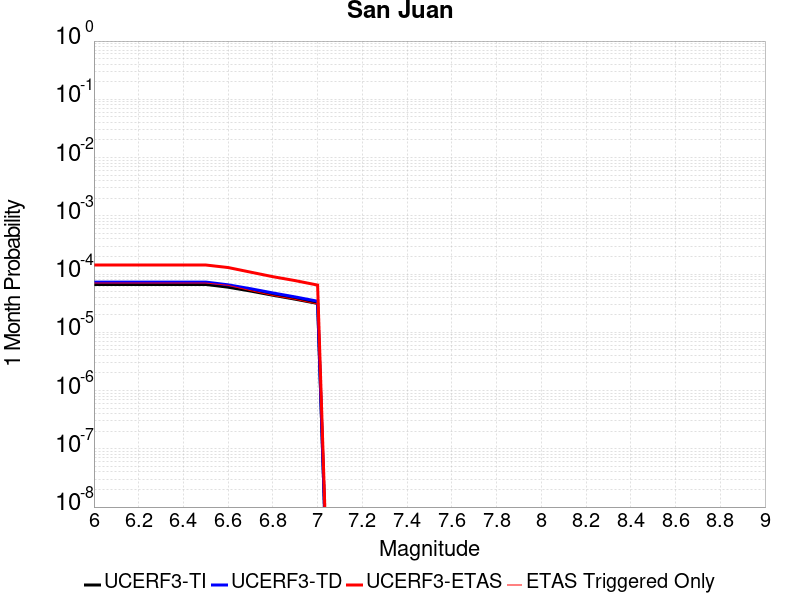 San Juan
1 Month Probability
10^0
10^-1
10^-2
10^-3
10^-4
10^-5
10^-6
10^-7
10^-8
6 6.2 6.4 6.6 6.8 7 7.2 7.4 7.6 7.8 8 8.2 8.4 8.6 8.8 9
Magnitude
UCERF3-TI UCERF3-TD UCERF3-ETAS ETAS Triggered Only